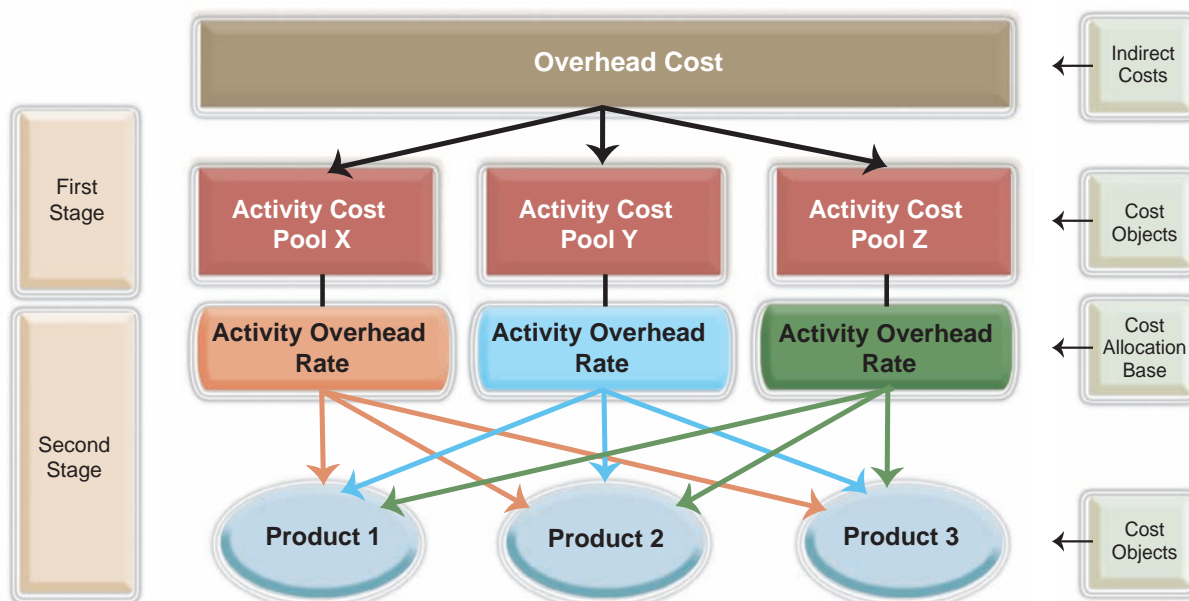 Overhead Cost
Indirect
Costs
First
Stage
Activity Cost
Pool X
Activity Cost
Pool Y
Activity Cost
Pool Z
Cost
Objects
Activity Overhead
Rate
Activity Overhead
Rate
Activity Overhead
Rate
Cost
Allocation
Base
Second
Stage
Product 1
Product 2
Product 3
Cost
Objects